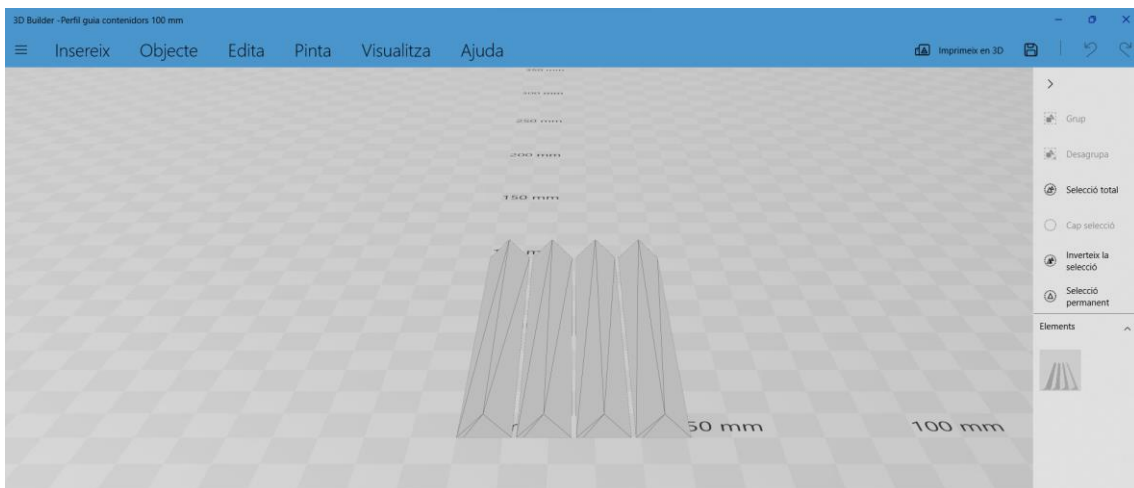 3D Builder -Perfil guia contenidors 100 mm
Insereix Objecte Edita Pinta Visualitza Ajuda Imprimeix en 3D
250 mm
200 mm
150 mm
50 mm 100 mm
Grup
Desagrupa
Selecció total
Cap selecció
Inverteix la
selecció
Selecció
permanent
Elements